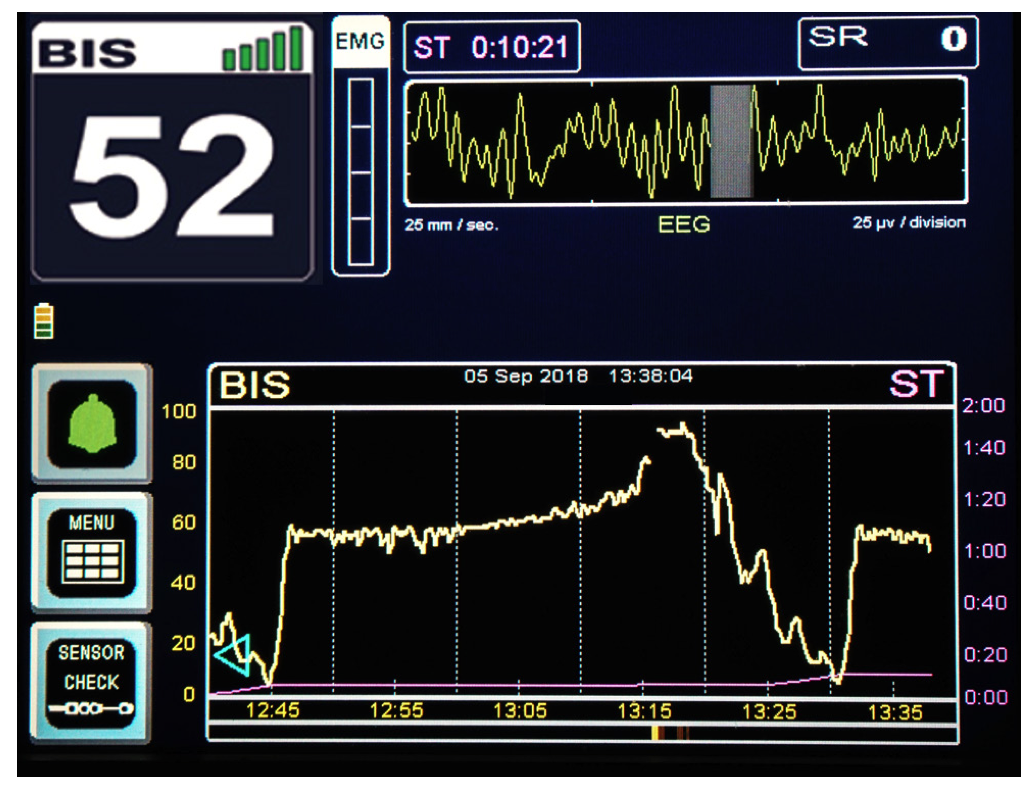 BIS
52
EMG
ST 0:10:21
SR 0
25 mm / sec.
EEG
25 µv / division
BIS
05 Sep 2018 13:38:04
ST
100
80
60
40
20
0
2:00
1:40
1:20
1:00
0:40
0:20
0:00
12:45 12:55 13:05 13:15 13:25 13:35
MENU
SENSOR
CHECK